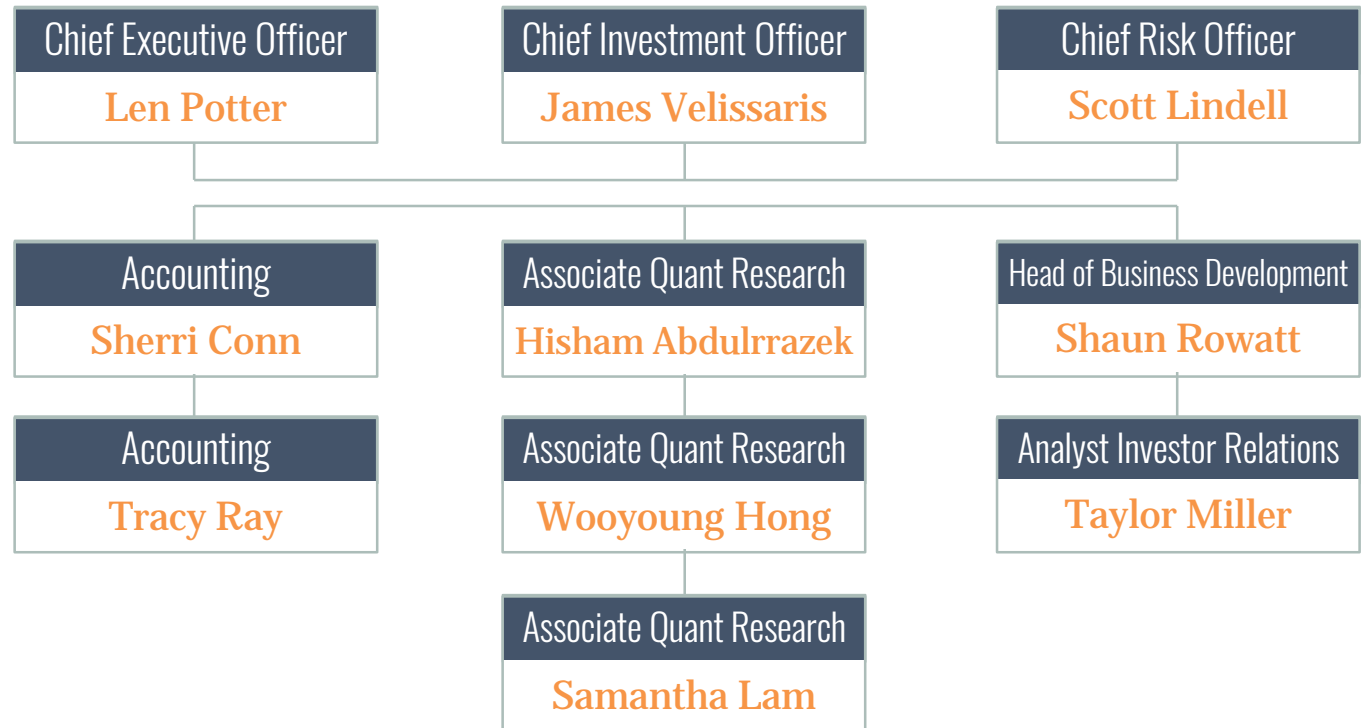 Chief Executive Officer
Len Potter
Chief Investment Officer
James Velissaris
Chief Risk Officer
Scott Lindell
Accounting
Sherri Conn
Associate Quant Research
Hisham Abdulrrazek
Head of Business Development
Shaun Rowatt
Accounting
Tracy Ray
Associate Quant Research
Wooyoung Hong
Analyst Investor Relations
Taylor Miller
Associate Quant Research
Samantha Lam